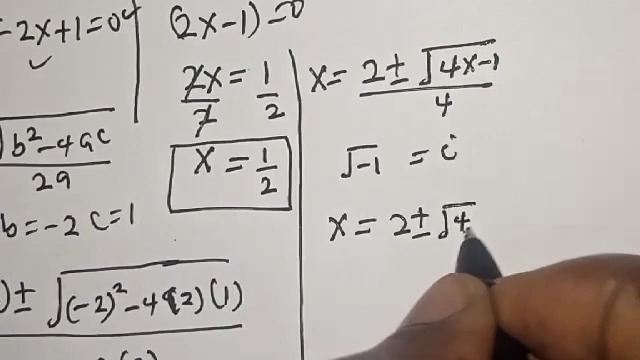 -2x+1=0
b²-4ac
2a
b=-2 c=1
)± √(-2)²-4(2)(1)
(2x-1)=0
2x = 1
2 2
x = 1/2
x = 2± √4x-1
4
√-1 = i
x = 2± √4